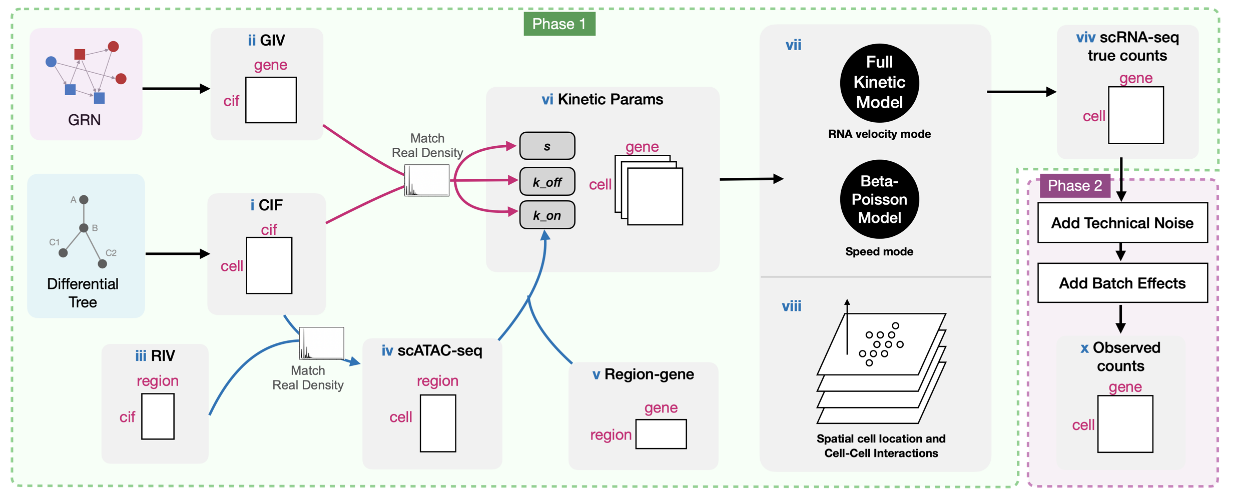 Phase 1
GRN
ii GIV
gene
cif
Differential
Tree
A
B
C1
C2
i CIF
cif
cell
iii RIV
region
cif
Match
Real Density
Match
Real Density
iv scATAC-seq
region
cell
v Region-gene
gene
region
vi Kinetic Params
s
k_off
k_on
gene
cell
vii
Full
Kinetic
Model
RNA velocity mode
Beta-
Poisson
Model
Speed mode
viii
Spatial cell location and
Cell-Cell Interactions
viv scRNA-seq
true counts
gene
cell
Phase 2
Add Technical Noise
Add Batch Effects
x Observed
counts
gene
cell